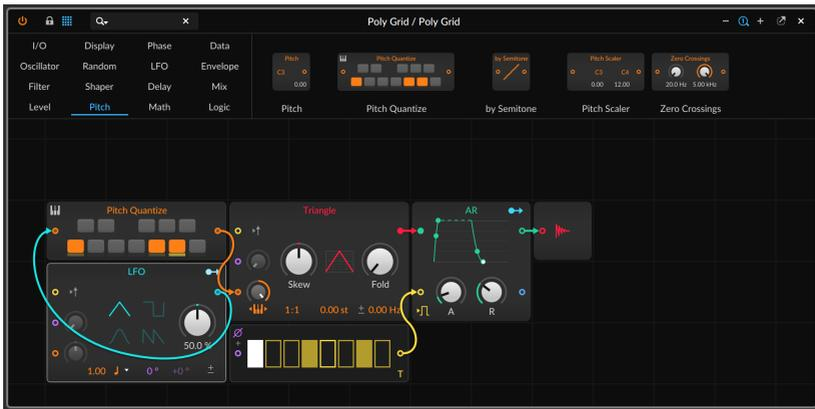 Poly Grid / Poly Grid
I/O Display Phase Data
Oscillator Random LFO Envelope
Filter Shaper Delay Mix
Level Pitch Math Logic
Pitch
C3
0.00
Pitch
Pitch Quantize
Pitch Quantize
by Semitone
by Semitone
Pitch Scaler
C3 C4
0.00 12.00
Pitch Scaler
Zero Crossings
20.0 Hz 5.00 kHz
Zero Crossings
Pitch Quantize
LFO
50.0 %
1.00 0° +0° ±
Triangle
Skew Fold
1:1 0.00 st ± 0.00 Hz
T
AR
A R